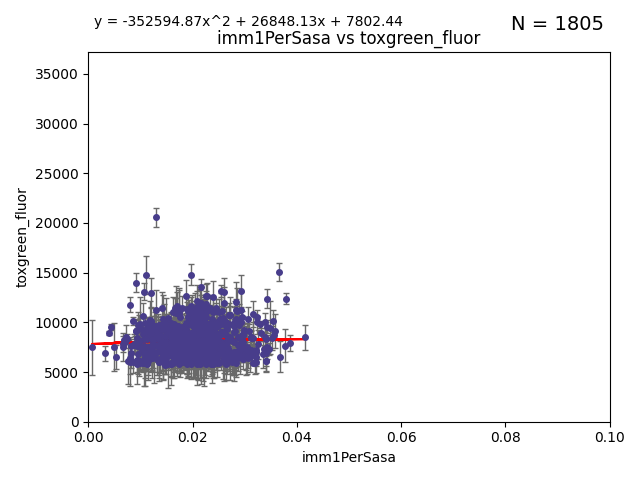 y = -352594.87x^2 + 26848.13x + 7802.44
N = 1805
imm1PerSasa vs toxgreen_fluor
35000
30000
25000
20000
15000
10000
5000
0
toxgreen_fluor
0.00 0.02 0.04 0.06 0.08 0.10
imm1PerSasa